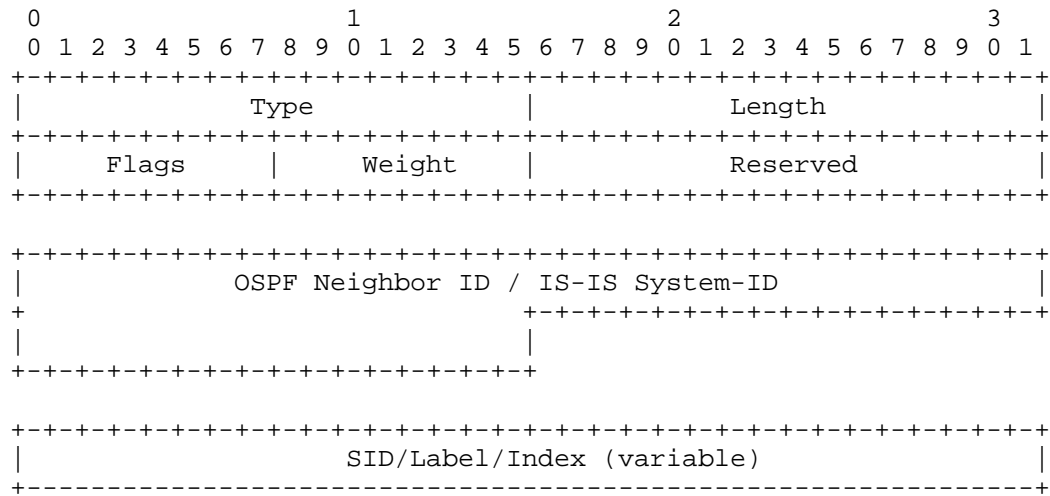 0                   1                   2                   3
 0 1 2 3 4 5 6 7 8 9 0 1 2 3 4 5 6 7 8 9 0 1 2 3 4 5 6 7 8 9 0 1
+-+-+-+-+-+-+-+-+-+-+-+-+-+-+-+-+-+-+-+-+-+-+-+-+-+-+-+-+-+-+-+-+
|              Type             |            Length             |
+-+-+-+-+-+-+-+-+-+-+-+-+-+-+-+-+-+-+-+-+-+-+-+-+-+-+-+-+-+-+-+-+
|     Flags     |     Weight    |            Reserved           |
+-+-+-+-+-+-+-+-+-+-+-+-+-+-+-+-+-+-+-+-+-+-+-+-+-+-+-+-+-+-+-+-+

+-+-+-+-+-+-+-+-+-+-+-+-+-+-+-+-+-+-+-+-+-+-+-+-+-+-+-+-+-+-+-+-+
|             OSPF Neighbor ID / IS-IS System-ID                |
+                               +-+-+-+-+-+-+-+-+-+-+-+-+-+-+-+-+
|                               |
+-+-+-+-+-+-+-+-+-+-+-+-+-+-+-+-+

+-+-+-+-+-+-+-+-+-+-+-+-+-+-+-+-+-+-+-+-+-+-+-+-+-+-+-+-+-+-+-+-+
|                    SID/Label/Index (variable)                 |
+---------------------------------------------------------------+